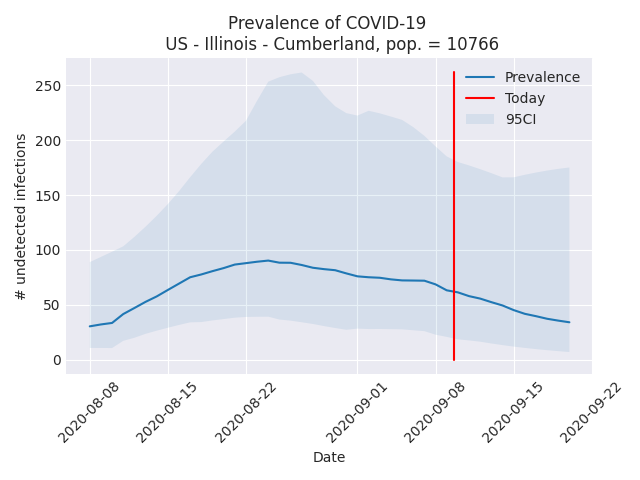 Prevalence of COVID-19
US - Illinois - Cumberland, pop. = 10766
Prevalence
Today
95CI
250
200
150
100
50
0
# undetected infections
2020-08-08
2020-08-15
2020-08-22
2020-09-01
2020-09-08
2020-09-15
2020-09-22
Date